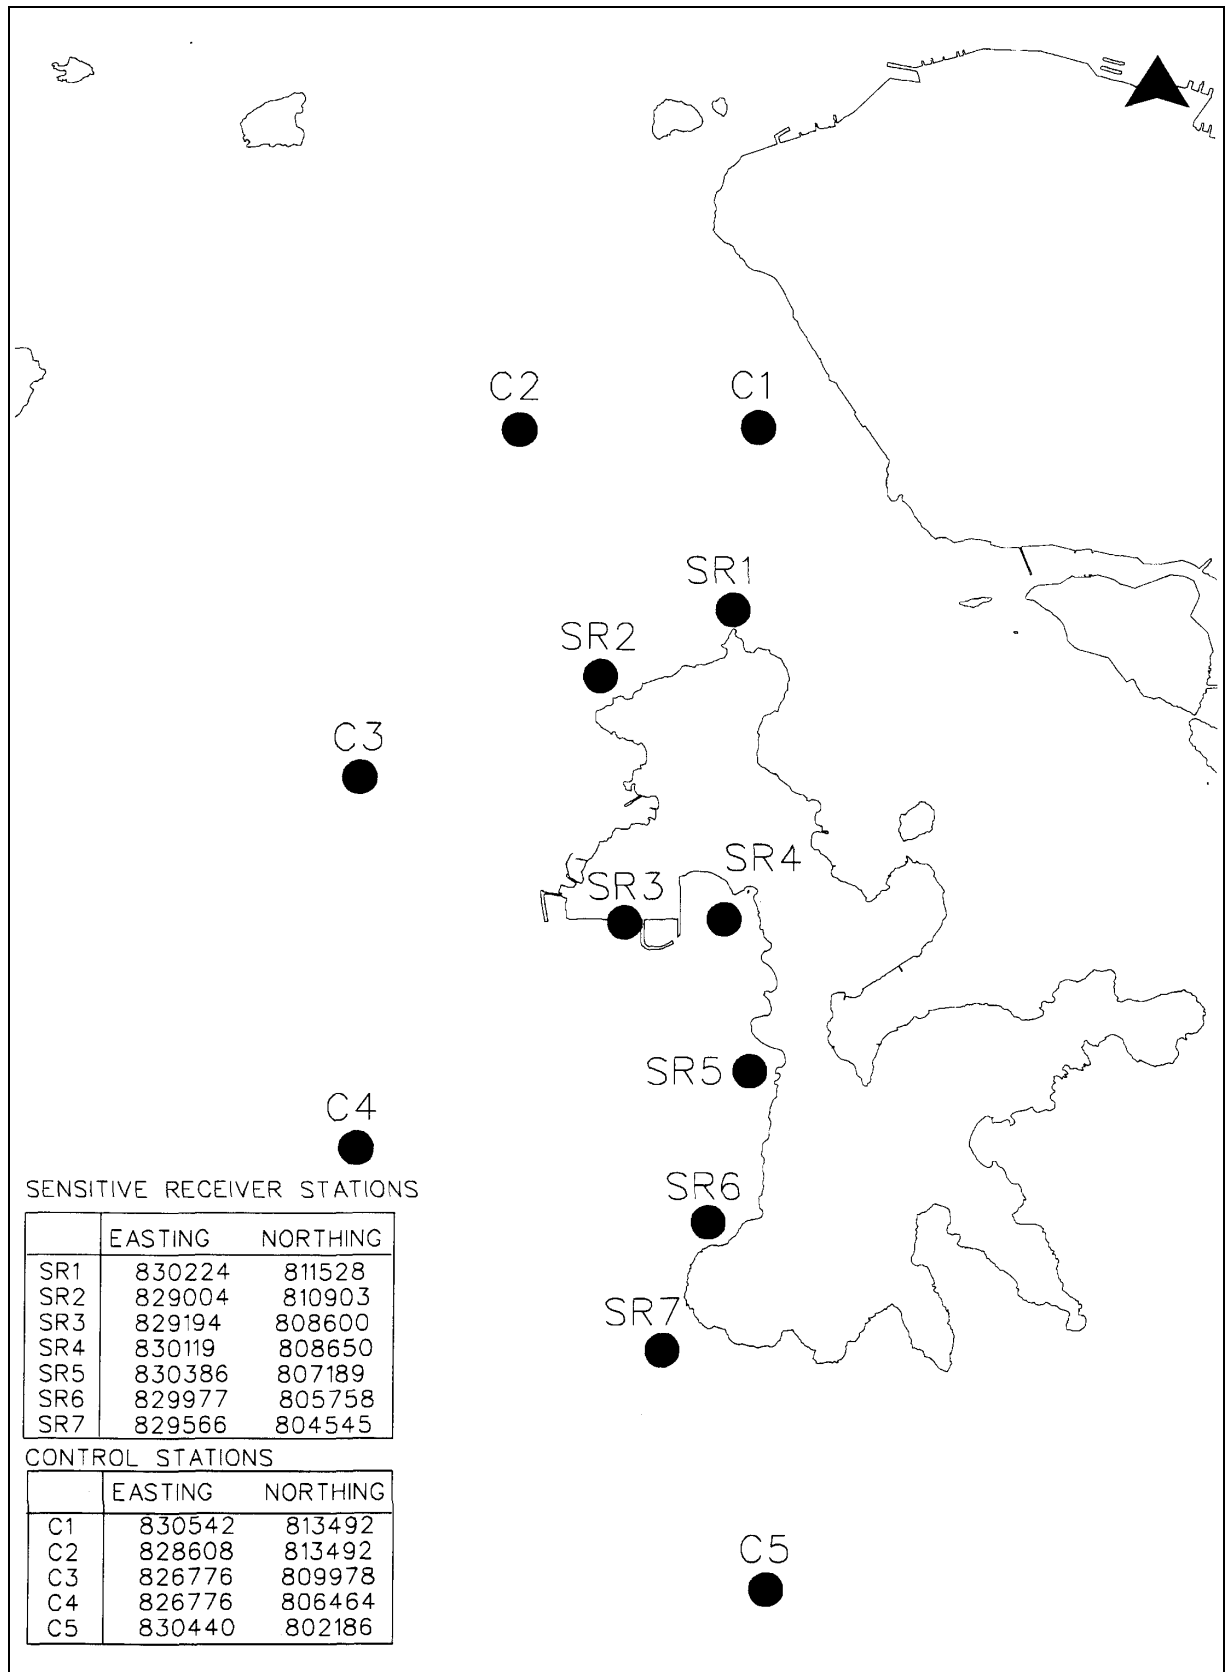 C2
C1
SR1
SR2
C3
SR4
SR3
SR5
C4
SENSITIVE RECEIVER STATIONS
EASTING NORTHING
SR1 830224 811528
SR2 829004 810903
SR3 829194 808600
SR4 830119 808650
SR5 830386 807189
SR6 829977 805758
SR7 829566 804545
SR6
SR7
CONTROL STATIONS
EASTING NORTHING
C1 830542 813492
C2 828608 813492
C3 826776 809978
C4 826776 806464
C5 830440 802186
C5